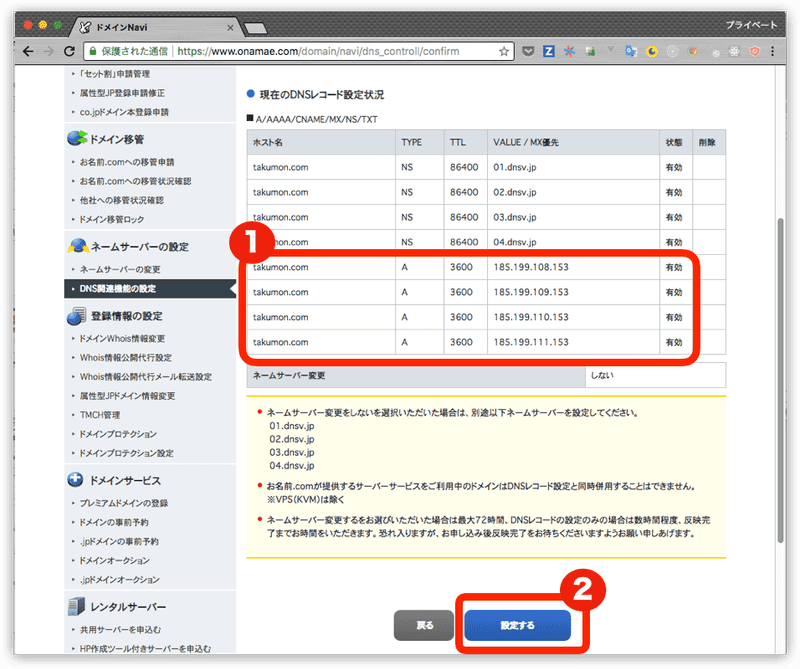 ドメインNavi
プライベート
保護された通信 | https://www.onamae.com/domain/navi/dns_controll/confirm
「セット割」申請管理
属性型JP登録申請修正
co.jpドメイン本登録申請
ドメイン移管
お名前.comへの移管申請
お名前.comへの移管状況確認
他社への移管状況確認
ドメイン移管ロック
ネームサーバーの設定
ネームサーバーの変更
DNS関連機能の設定
登録情報の設定
ドメインWhois情報変更
Whois情報公開代行設定
Whois情報公開代行メール転送設定
属性型JPドメイン情報変更
TMCH管理
ドメインプロテクション
ドメインプロテクション設定
ドメインサービス
プレミアムドメインの登録
ドメインの事前予約
.jpドメインの事前予約
ドメインオークション
.jpドメインオークション
レンタルサーバー
共用サーバーを申込む
HP作成ツール付きサーバーを申込む
現在のDNSレコード設定状況
A/AAAA/CNAME/MX/NS/TXT
ホスト名 TYPE TTL VALUE / MX優先 状態 削除
takumon.com NS 86400 01.dnsv.jp 有効
takumon.com NS 86400 02.dnsv.jp 有効
takumon.com NS 86400 03.dnsv.jp 有効
on.com NS 86400 04.dnsv.jp 有効
1
takumon.com A 3600 185.199.108.153 有効
takumon.com A 3600 185.199.109.153 有効
takumon.com A 3600 185.199.110.153 有効
takumon.com A 3600 185.199.111.153 有効
ネームサーバー変更 しない
ネームサーバー変更をしないを選択いただいた場合は、別途以下ネームサーバーを設定してください。
01.dnsv.jp
02.dnsv.jp
03.dnsv.jp
04.dnsv.jp
お名前.comが提供するサーバーサービスをご利用中のドメインはDNSレコード設定と同時併用することはできません。
※VPS(KVM)は除く
ネームサーバー変更するをお選びいただいた場合は最大72時間、DNSレコードの設定のみの場合は数時間程度、反映完
了までお時間をいただきます。恐れ入りますが、お申し込み後反映完了をお待ちくださいますようお願い申しあげます。
2
戻る 設定する